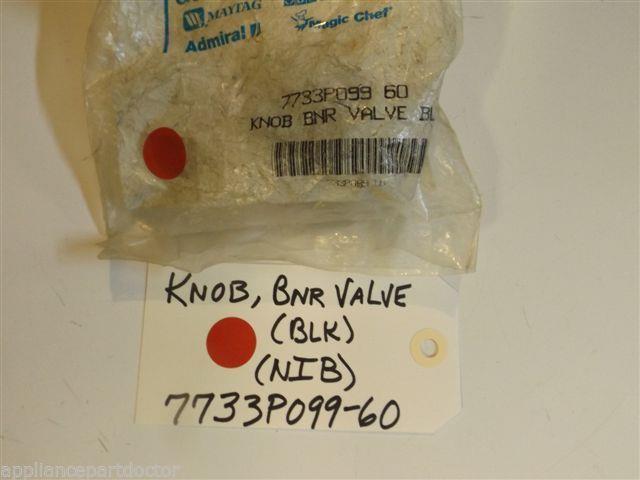 MAYTAG
Admiral
Magic Chef
7733P099 60
KNOB BNR VALVE BL
KNOB, BNR VALVE
(BLK)
(NIB)
7733P099-60
appliancepartdoctor